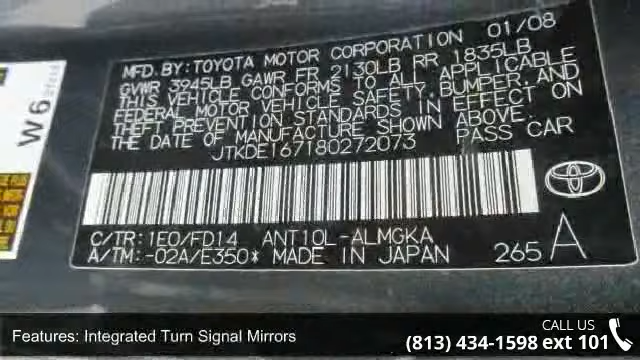 MFD.BY:TOYOTA MOTOR CORPORATION 01/08
GVWR 3945LB GAWR FR 2130LB RR 1835LB
THIS VEHICLE CONFORMS TO ALL APPLICABLE
FEDERAL MOTOR VEHICLE SAFETY,BUMPER,AND
THEFT PREVENTION STANDARDS IN EFFECT ON
THE DATE OF MANUFACTURE SHOWN ABOVE.
JTKDE167180272073 PASS CAR
C/TR:1E0/FD14 ANT10L-ALMGKA
A/TM:-02A/E350* MADE IN JAPAN 265 A
W6
Features: Integrated Turn Signal Mirrors
CALL US
(813) 434-1598 ext 101